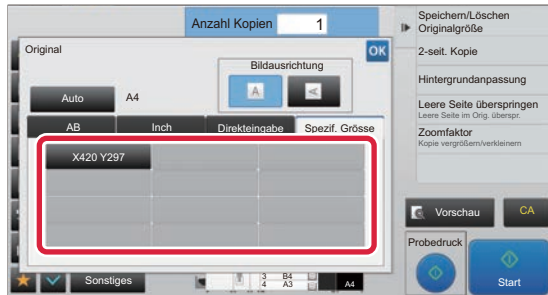 Anzahl Kopien 1
Original
OK
Bildausrichtung
A A
Auto A4
AB Inch Direkteingabe Spezif. Grösse
X420 Y297
Speichern/Löschen
Originalgröße
2-seit. Kopie
Hintergrundanpassung
Leere Seite überspringen
Leere Seite im Orig. überspr.
Zoomfaktor
Kopie vergrößern/verkleinern
Vorschau CA
Probedruck
Start
Sonstiges
3 B4
4 A3
A4